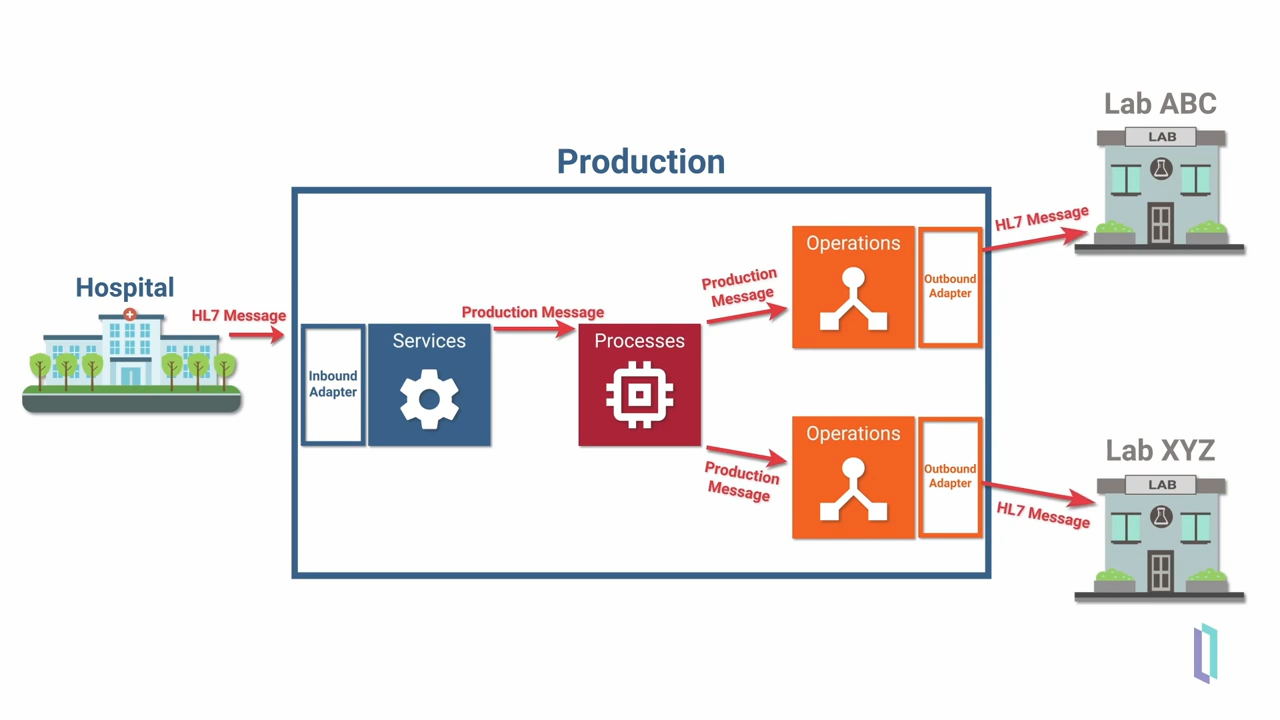 Lab ABC
LAB
Production
HL7 Message
Operations
Outbound
Adapter
Production
Message
Hospital
HL7 Message
Production Message
Services
Inbound
Adapter
Processes
Operations
Outbound
Adapter
Production
Message
Lab XYZ
LAB
HL7 Message